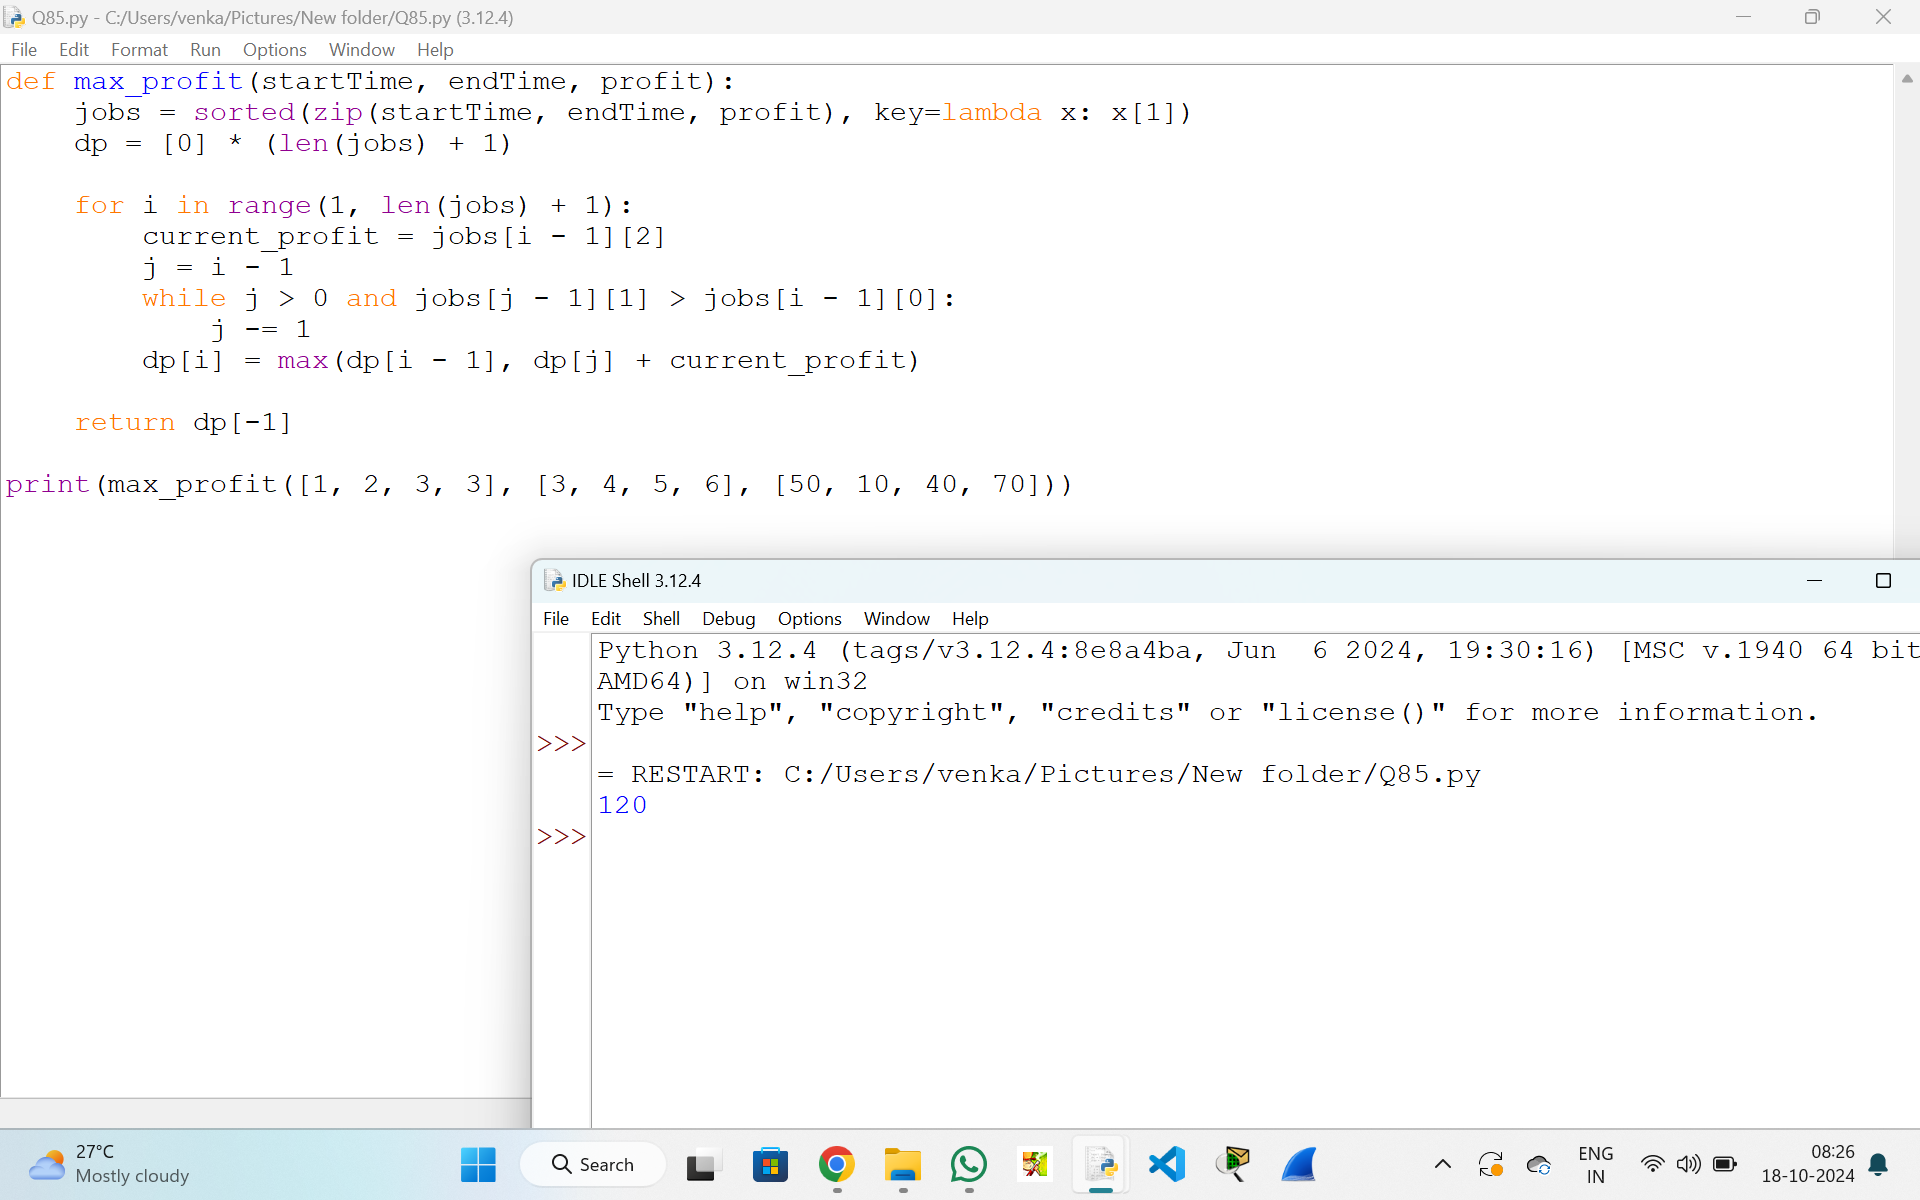 Q85.py - C:/Users/venka/Pictures/New folder/Q85.py (3.12.4)
File Edit Format Run Options Window Help
def max_profit(startTime, endTime, profit):
    jobs = sorted(zip(startTime, endTime, profit), key=lambda x: x[1])
    dp = [0] * (len(jobs) + 1)

    for i in range(1, len(jobs) + 1):
        current_profit = jobs[i - 1][2]
        j = i - 1
        while j > 0 and jobs[j - 1][1] > jobs[i - 1][0]:
            j -= 1
        dp[i] = max(dp[i - 1], dp[j] + current_profit)

    return dp[-1]

print(max_profit([1, 2, 3, 3], [3, 4, 5, 6], [50, 10, 40, 70]))
IDLE Shell 3.12.4
File Edit Shell Debug Options Window Help
Python 3.12.4 (tags/v3.12.4:8e8a4ba, Jun  6 2024, 19:30:16) [MSC v.1940 64 bit
AMD64)] on win32
Type "help", "copyright", "credits" or "license()" for more information.
>>>
= RESTART: C:/Users/venka/Pictures/New folder/Q85.py
120
>>>
27°C
Mostly cloudy
Search
ENG
IN
08:26
18-10-2024